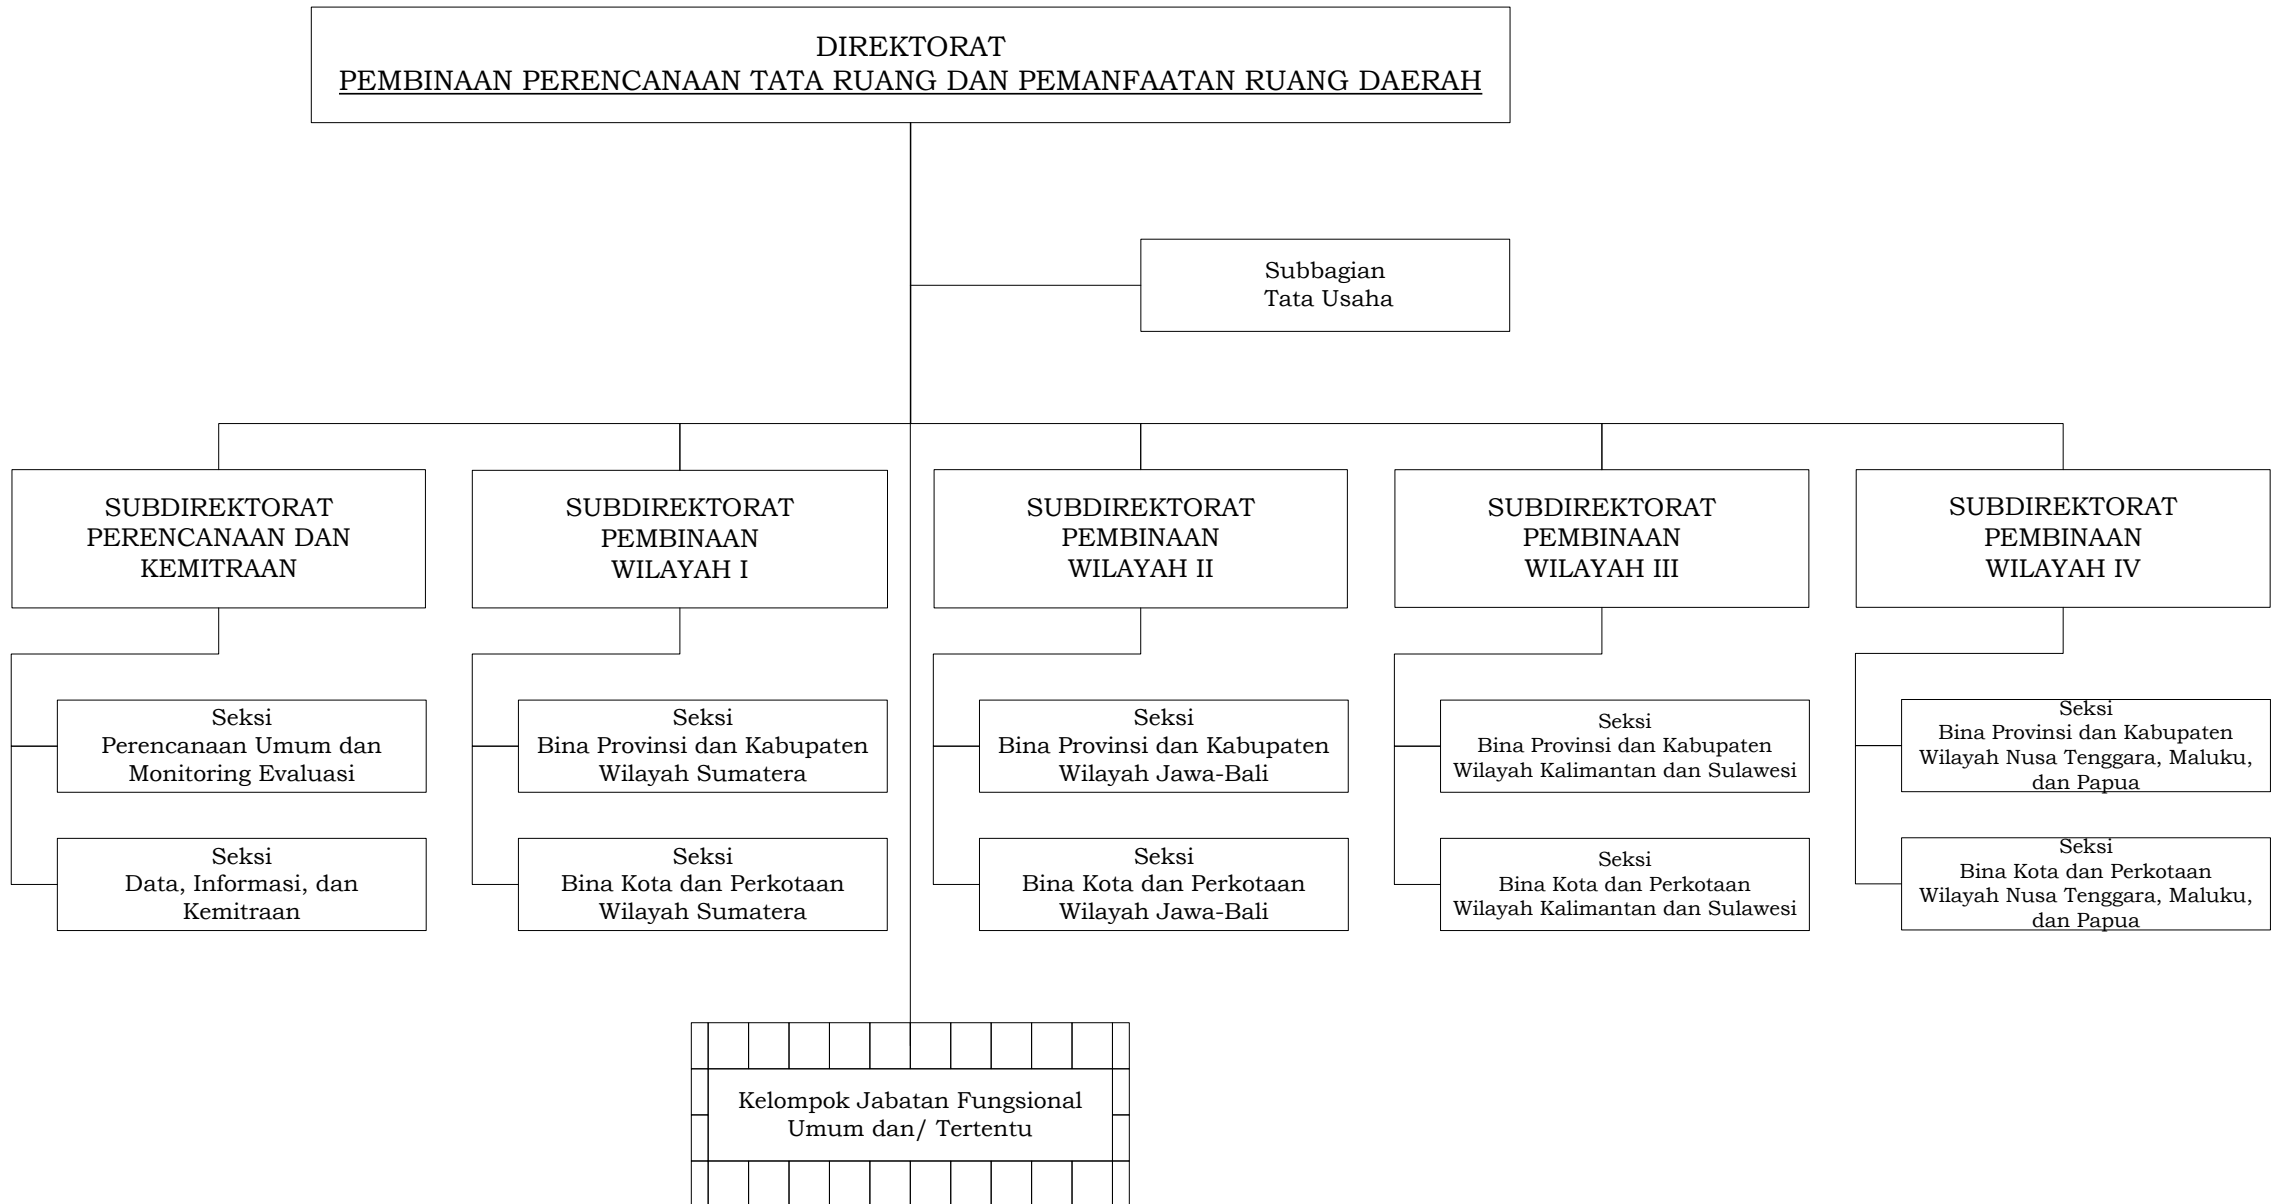 DIREKTORAT
PEMBINAAN PERENCANAAN TATA RUANG DAN PEMANFAATAN RUANG DAERAH
Subbagian
Tata Usaha
SUBDIREKTORAT
PERENCANAAN DAN
KEMITRAAN
SUBDIREKTORAT
PEMBINAAN
WILAYAH I
SUBDIREKTORAT
PEMBINAAN
WILAYAH II
SUBDIREKTORAT
PEMBINAAN
WILAYAH III
SUBDIREKTORAT
PEMBINAAN
WILAYAH IV
Seksi
Perencanaan Umum dan
Monitoring Evaluasi
Seksi
Bina Provinsi dan Kabupaten
Wilayah Sumatera
Seksi
Bina Provinsi dan Kabupaten
Wilayah Jawa-Bali
Seksi
Bina Provinsi dan Kabupaten
Wilayah Kalimantan dan Sulawesi
Seksi
Bina Provinsi dan Kabupaten
Wilayah Nusa Tenggara, Maluku,
dan Papua
Seksi
Data, Informasi, dan
Kemitraan
Seksi
Bina Kota dan Perkotaan
Wilayah Sumatera
Seksi
Bina Kota dan Perkotaan
Wilayah Jawa-Bali
Seksi
Bina Kota dan Perkotaan
Wilayah Kalimantan dan Sulawesi
Seksi
Bina Kota dan Perkotaan
Wilayah Nusa Tenggara, Maluku,
dan Papua
Kelompok Jabatan Fungsional
Umum dan/ Tertentu